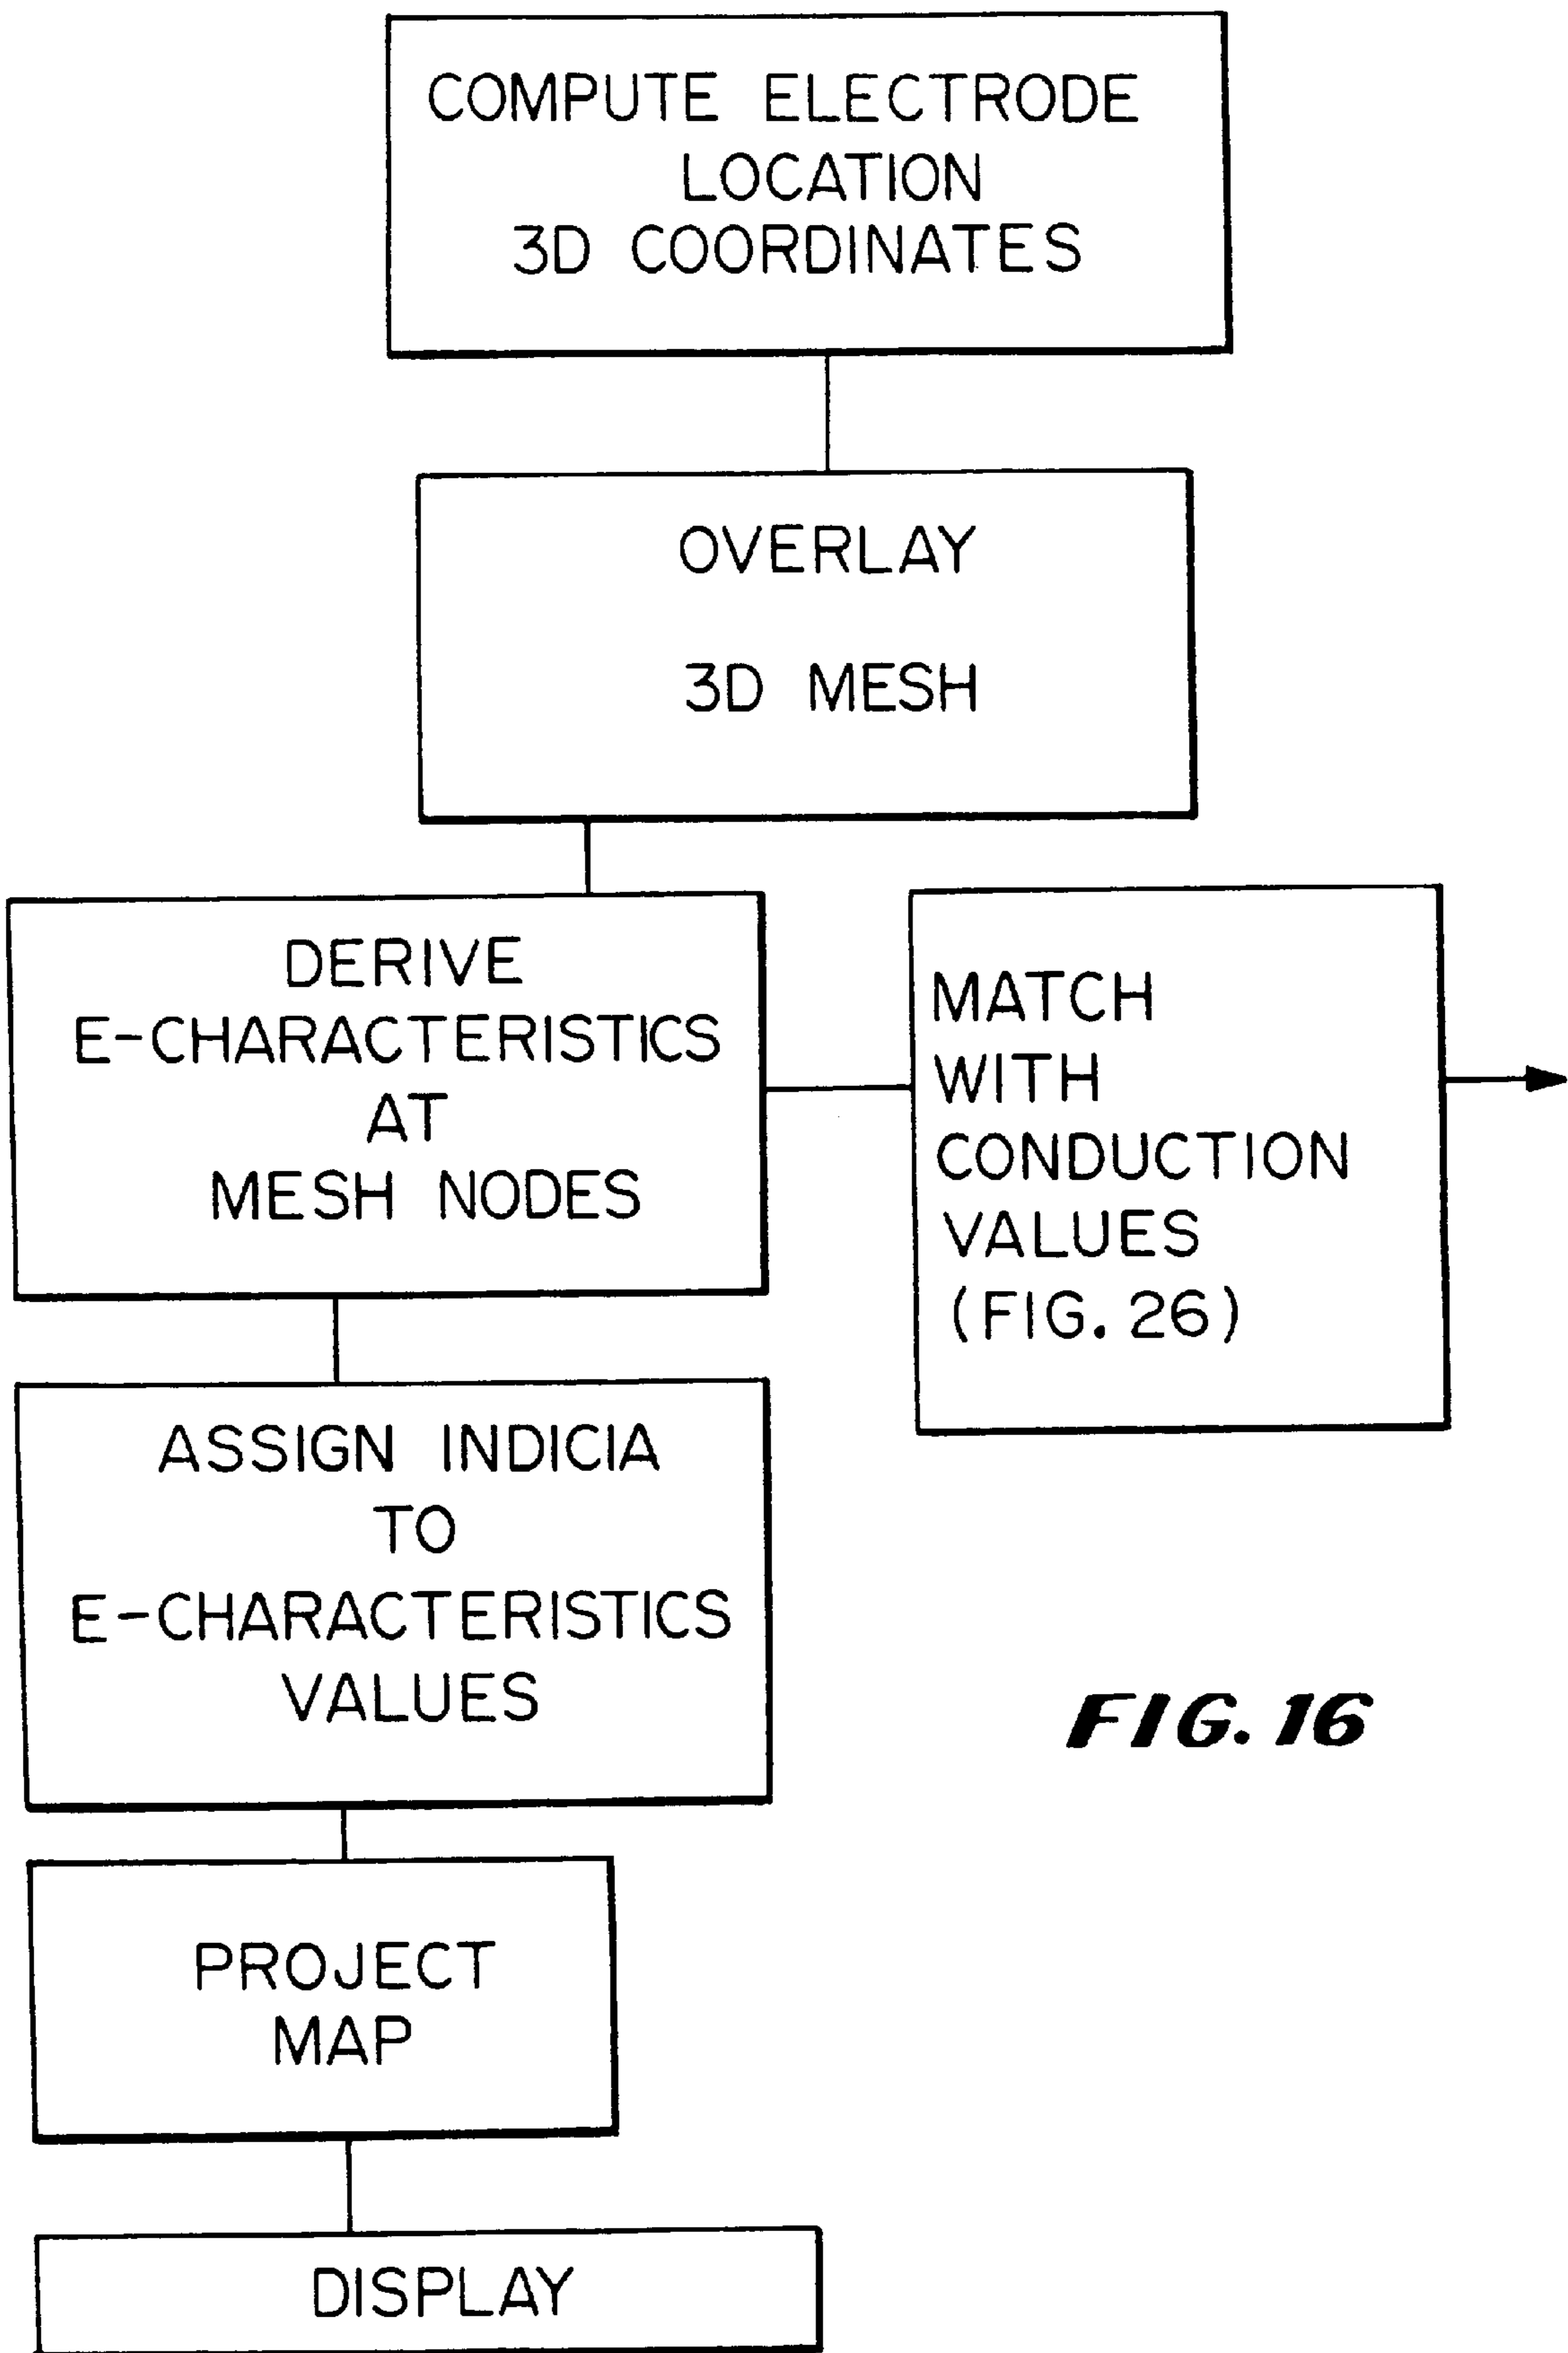 COMPUTE ELECTRODE
LOCATION
3D COORDINATES
OVERLAY
3D MESH
DERIVE
E-CHARACTERISTICS
AT
MESH NODES
MATCH
WITH
CONDUCTION
VALUES
(FIG. 26)
ASSIGN INDICIA
TO
E-CHARACTERISTICS
VALUES
FIG. 16
PROJECT
MAP
DISPLAY